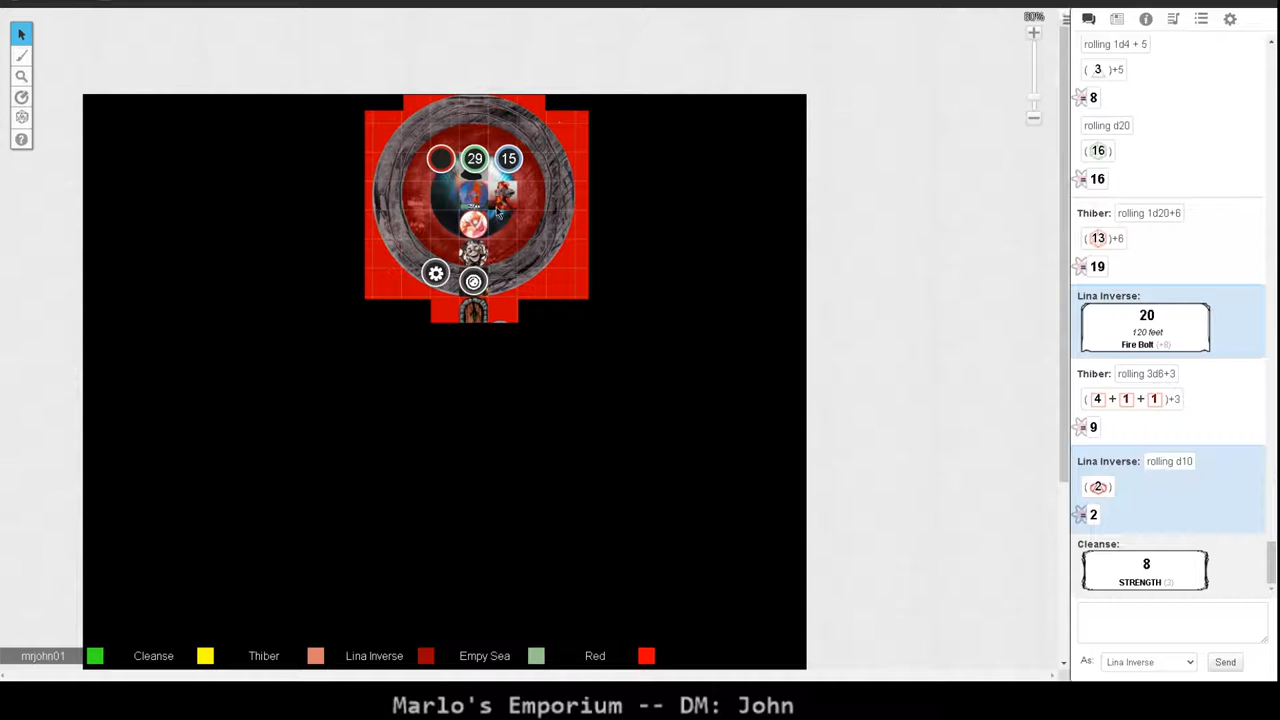 80%
rolling 1d4 + 5
( 3 )+5
= 8
rolling d20
( 16 )
= 16
Thiber: rolling 1d20+6
( 13 )+6
= 19
Lina Inverse:
20
120 feet
Fire Bolt (+8)
Thiber: rolling 3d6+3
( 4 + 1 + 1 )+3
= 9
Lina Inverse: rolling d10
( 2 )
= 2
Cleanse:
8
STRENGTH (3)
As: Lina Inverse Send
29 15
mrjohn01 Cleanse Thiber Lina Inverse Empy Sea Red
Marlo's Emporium -- DM: John